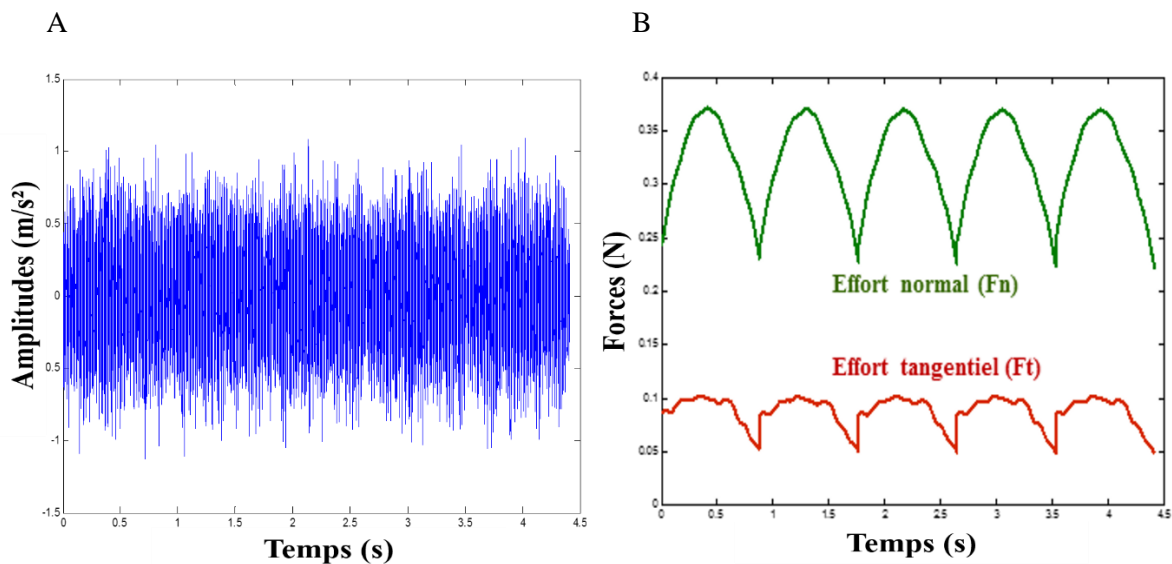 A
B
1.5
1
0.5
0
0.5
-1
-1.5
Amplitudes (m/s²)
0 0.5 1 1.5 2 2.5 3 3.5 4 4.5
Temps (s)
0.4
0.35
0.3
0.25
0.2
0.15
0.1
0.05
0
Forces (N)
Effort normal (Fn)
Effort tangentiel (Ft)
0 0.5 1 1.5 2 2.5 3 3.5 4 4.5
Temps (s)